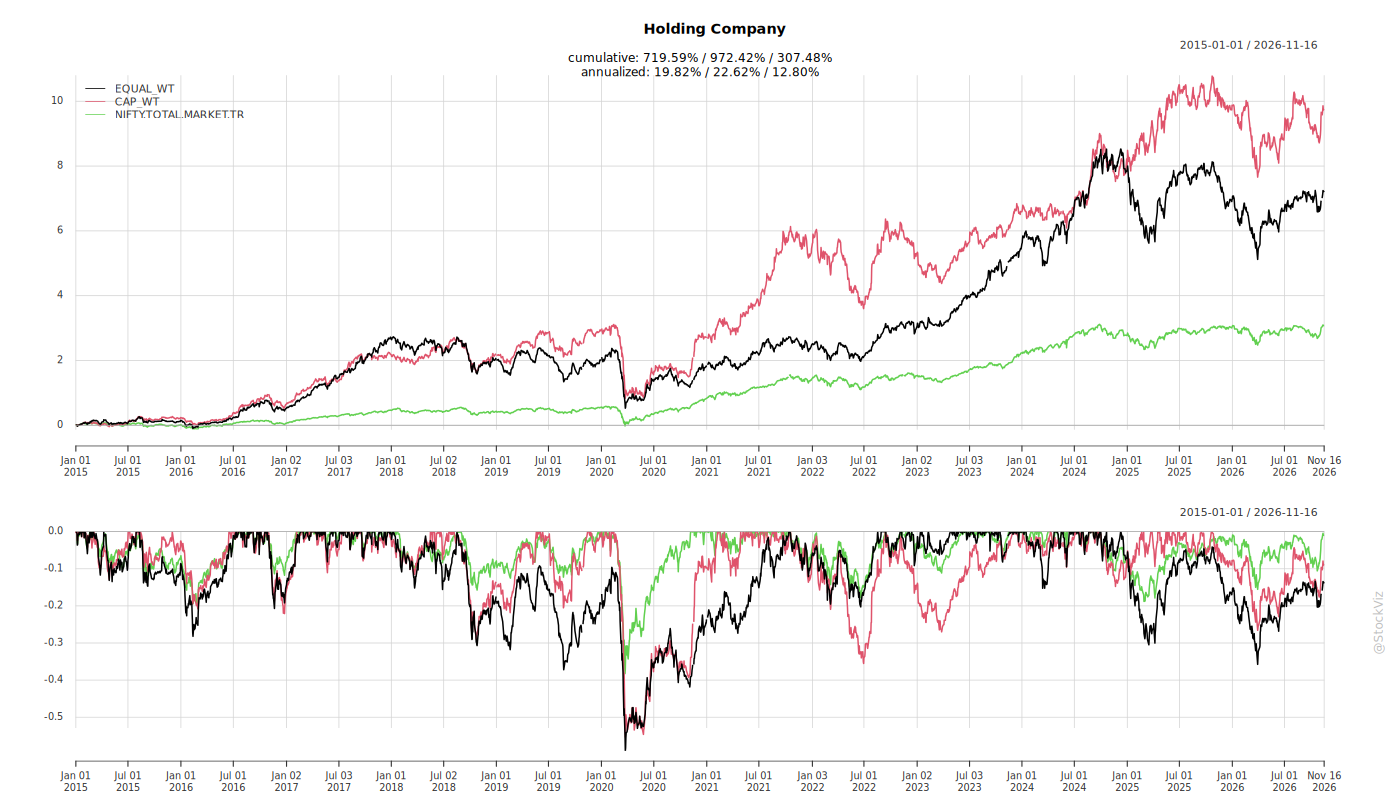 Holding Company
2015-01-01 / 2026-11-16
cumulative: 719.59% / 972.42% / 307.48%
annualized: 19.82% / 22.62% / 12.80%
EQUAL_WT
CAP_WT
NIFTY.TOTAL.MARKET.TR
10
8
6
4
2
0
Jan 01 Jul 01 Jan 01 Jul 01 Jan 02 Jul 03 Jan 01 Jul 02 Jan 01 Jul 01 Jan 01 Jul 01 Jan 01 Jul 01 Jan 03 Jul 01 Jan 02 Jul 03 Jan 01 Jul 01 Jan 01 Jul 01 Jan 01 Jul 01 Nov 16
2015 2015 2016 2016 2017 2017 2018 2018 2019 2019 2020 2020 2021 2021 2022 2022 2023 2023 2024 2024 2025 2025 2026 2026 2026
2015-01-01 / 2026-11-16
0.0
-0.1
-0.2
-0.3
-0.4
-0.5
Jan 01 Jul 01 Jan 01 Jul 01 Jan 02 Jul 03 Jan 01 Jul 02 Jan 01 Jul 01 Jan 01 Jul 01 Jan 01 Jul 01 Jan 03 Jul 01 Jan 02 Jul 03 Jan 01 Jul 01 Jan 01 Jul 01 Jan 01 Jul 01 Nov 16
2015 2015 2016 2016 2017 2017 2018 2018 2019 2019 2020 2020 2021 2021 2022 2022 2023 2023 2024 2024 2025 2025 2026 2026 2026
@StockViz